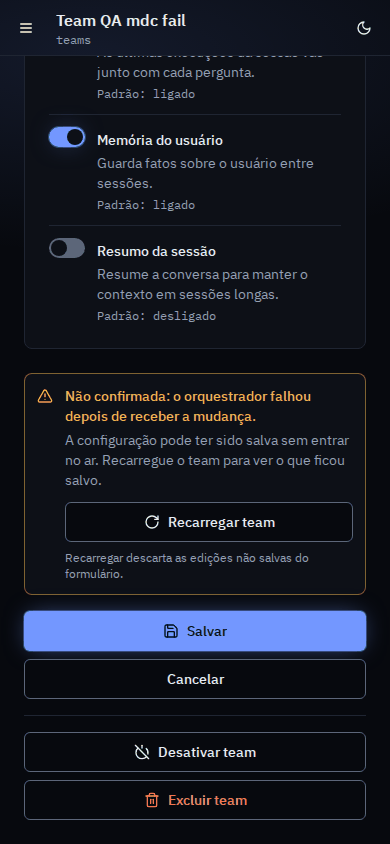 Team QA mdc fail
teams
junto com cada pergunta.
Padrão: ligado
Memória do usuário
Guarda fatos sobre o usuário entre
sessões.
Padrão: ligado
Resumo da sessão
Resume a conversa para manter o
contexto em sessões longas.
Padrão: desligado
Não confirmada: o orquestrador falhou
depois de receber a mudança.
A configuração pode ter sido salva sem entrar
no ar. Recarregue o team para ver o que ficou
salvo.
Recarregar team
Recarregar descarta as edições não salvas do
formulário.
Salvar
Cancelar
Desativar team
Excluir team